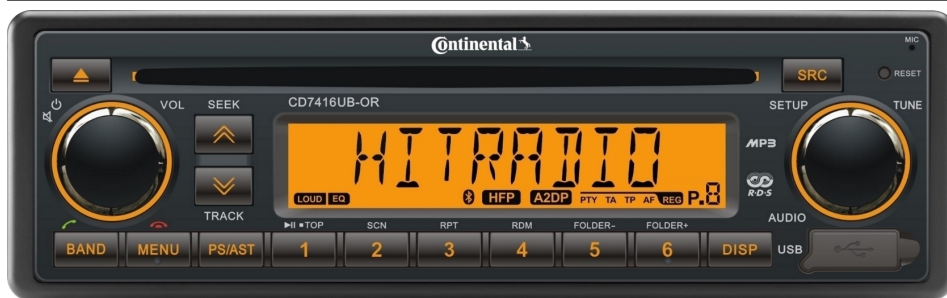 Continental
MIC
SRC
RESET
VOL
SEEK
CD7416UB-OR
SETUP
TUNE
HITRADIO
MP3
LOUD EQ HFP A2DP PTY TA TP AF REG P.8
R·D·S
TRACK
AUDIO
TOP SCN RPT RDM FOLDER- FOLDER+
BAND MENU PS/AST 1 2 3 4 5 6 DISP USB